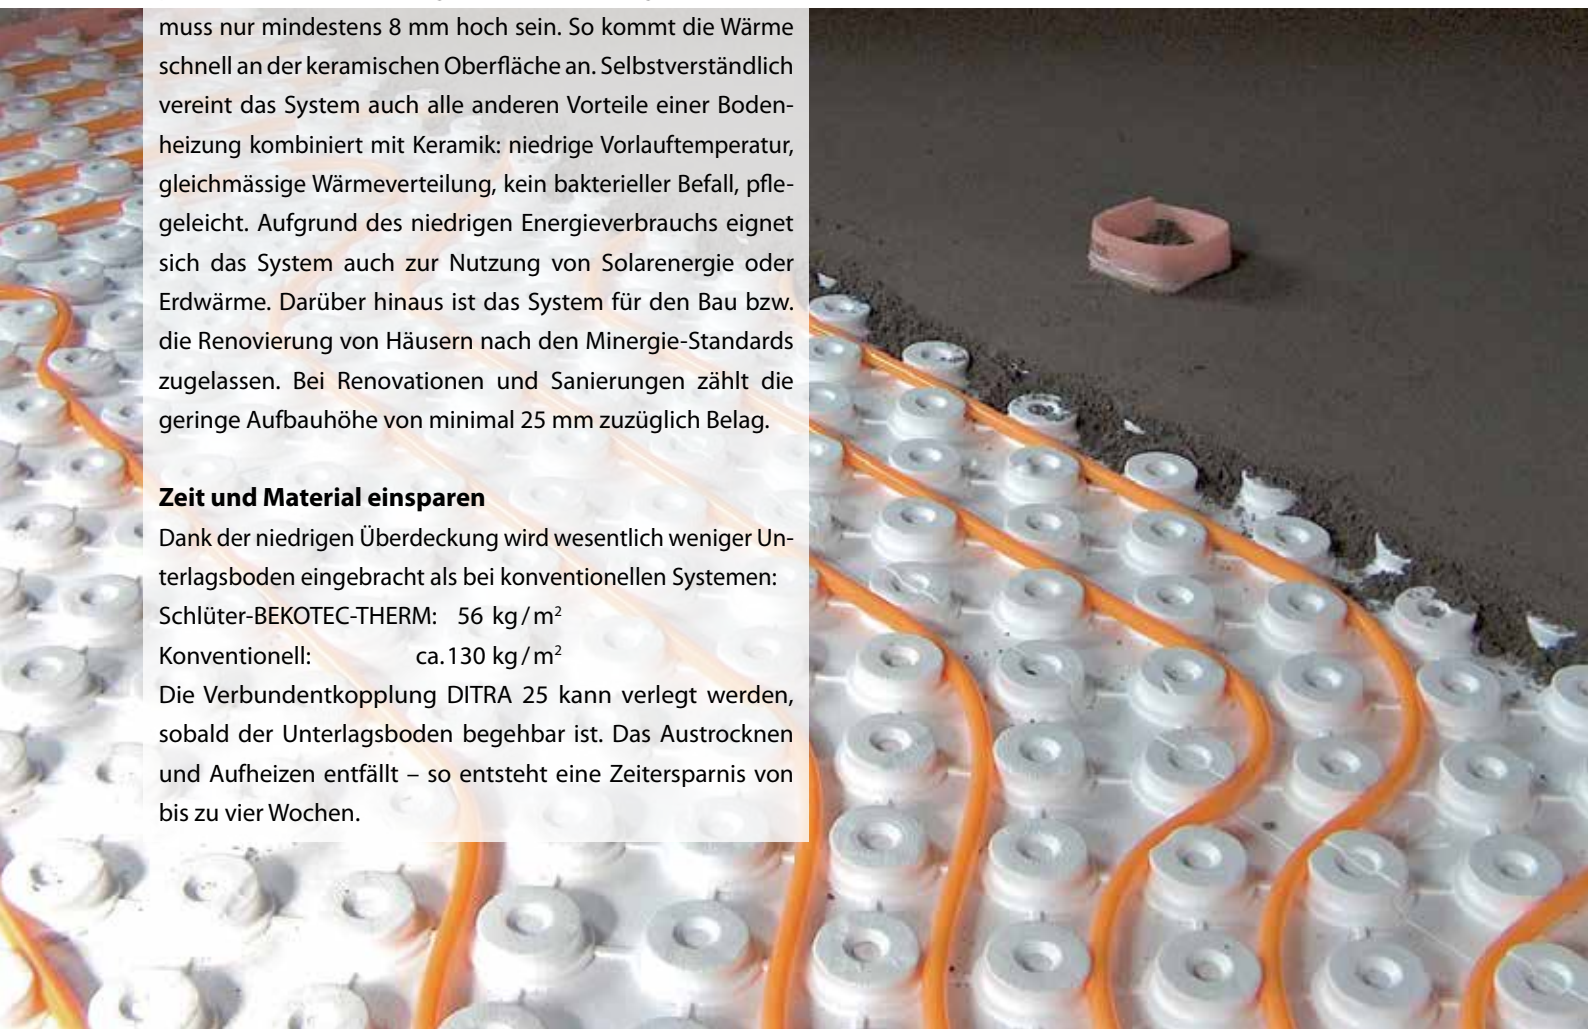 muss nur mindestens 8 mm hoch sein. So kommt die Wärme
schnell an der keramischen Oberfläche an. Selbstverständlich
vereint das System auch alle anderen Vorteile einer Boden-
heizung kombiniert mit Keramik: niedrige Vorlauftemperatur,
gleichmässige Wärmeverteilung, kein bakterieller Befall, pfle-
geleicht. Aufgrund des niedrigen Energieverbrauchs eignet
sich das System auch zur Nutzung von Solarenergie oder
Erdwärme. Darüber hinaus ist das System für den Bau bzw.
die Renovierung von Häusern nach den Minergie-Standards
zugelassen. Bei Renovationen und Sanierungen zählt die
geringe Aufbauhöhe von minimal 25 mm zuzüglich Belag.
Zeit und Material einsparen
Dank der niedrigen Überdeckung wird wesentlich weniger Un-
terlagsboden eingebracht als bei konventionellen Systemen:
Schlüter-BEKOTEC-THERM: 56 kg/m²
Konventionell: ca.130 kg/m²
Die Verbundentkopplung DITRA 25 kann verlegt werden,
sobald der Unterlagsboden begehbar ist. Das Austrocknen
und Aufheizen entfällt – so entsteht eine Zeitersparnis von
bis zu vier Wochen.